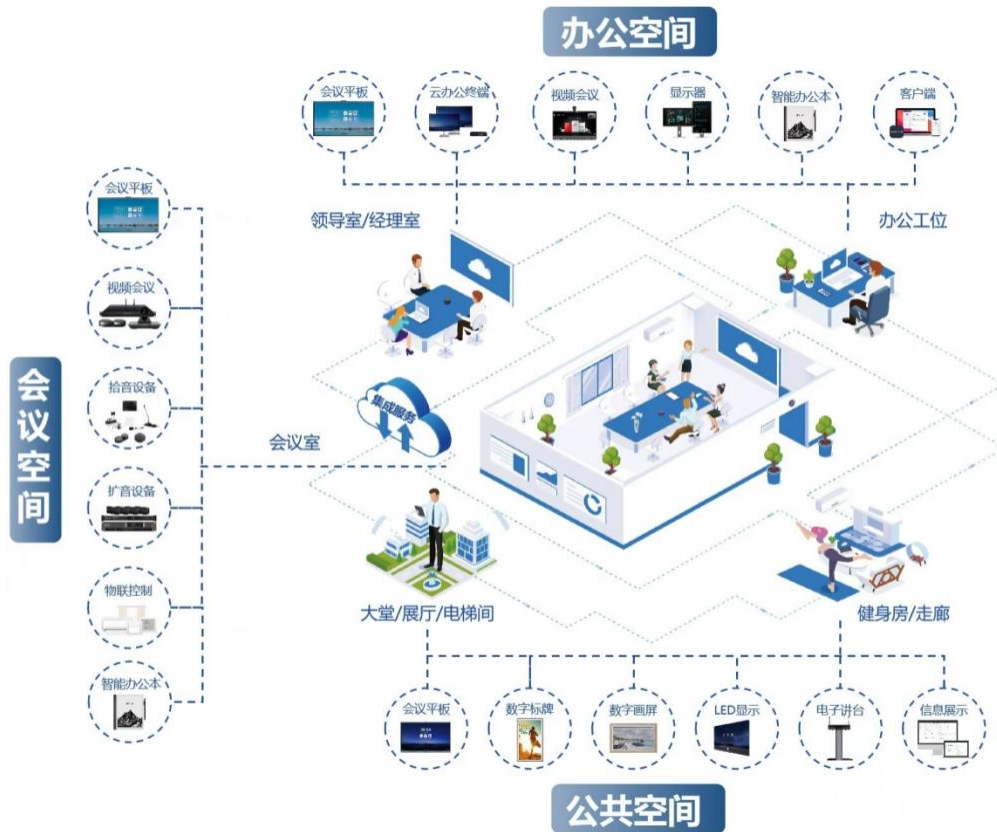 办公空间
会议平板
云办公终端
视频会议
显示器
智能办公本
客户端
领导室/经理室
办公工位
会议空间
会议平板
视频会议
拾音设备
扩音设备
物联控制
智能办公本
会议室
集成服务
大堂/展厅/电梯间
健身房/走廊
会议平板
数字标牌
数字画屏
LED显示
电子讲台
信息展示
公共空间